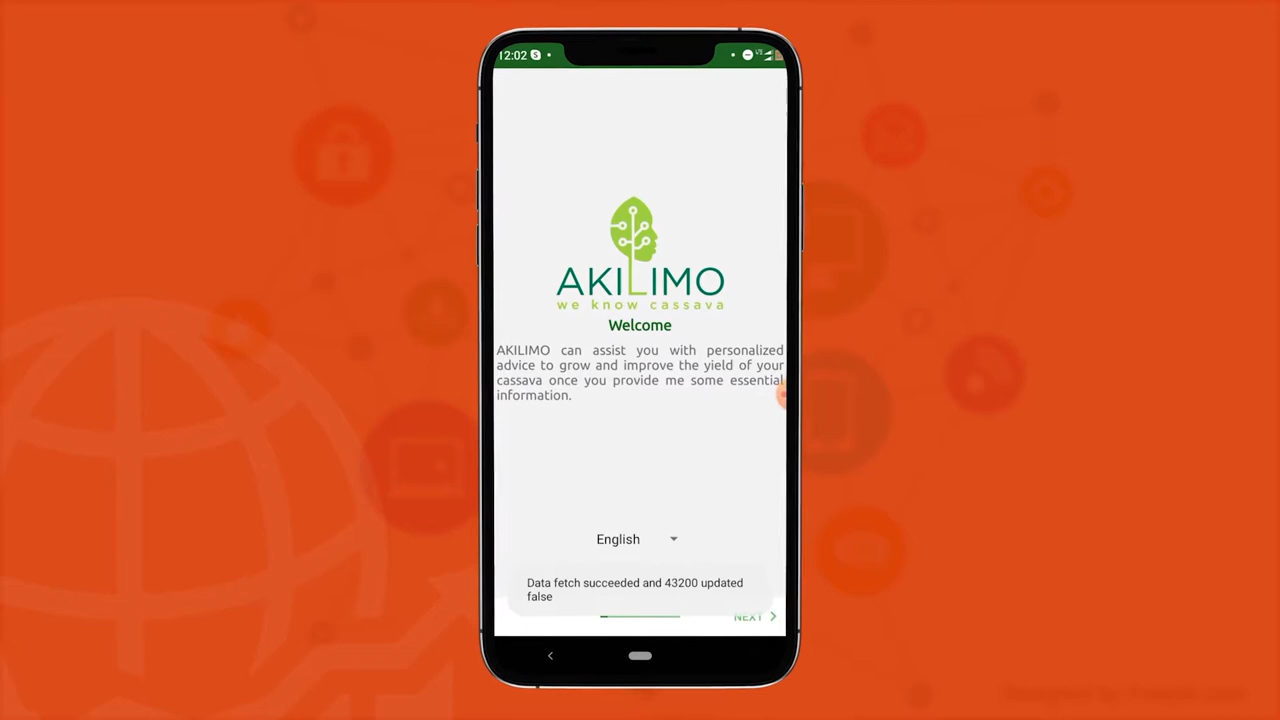 12:02
AKILIMO
we know cassava
Welcome
AKILIMO can assist you with personalized
advice to grow and improve the yield of your
cassava once you provide me some essential
information.
English
Data fetch succeeded and 43200 updated
false
NEXT